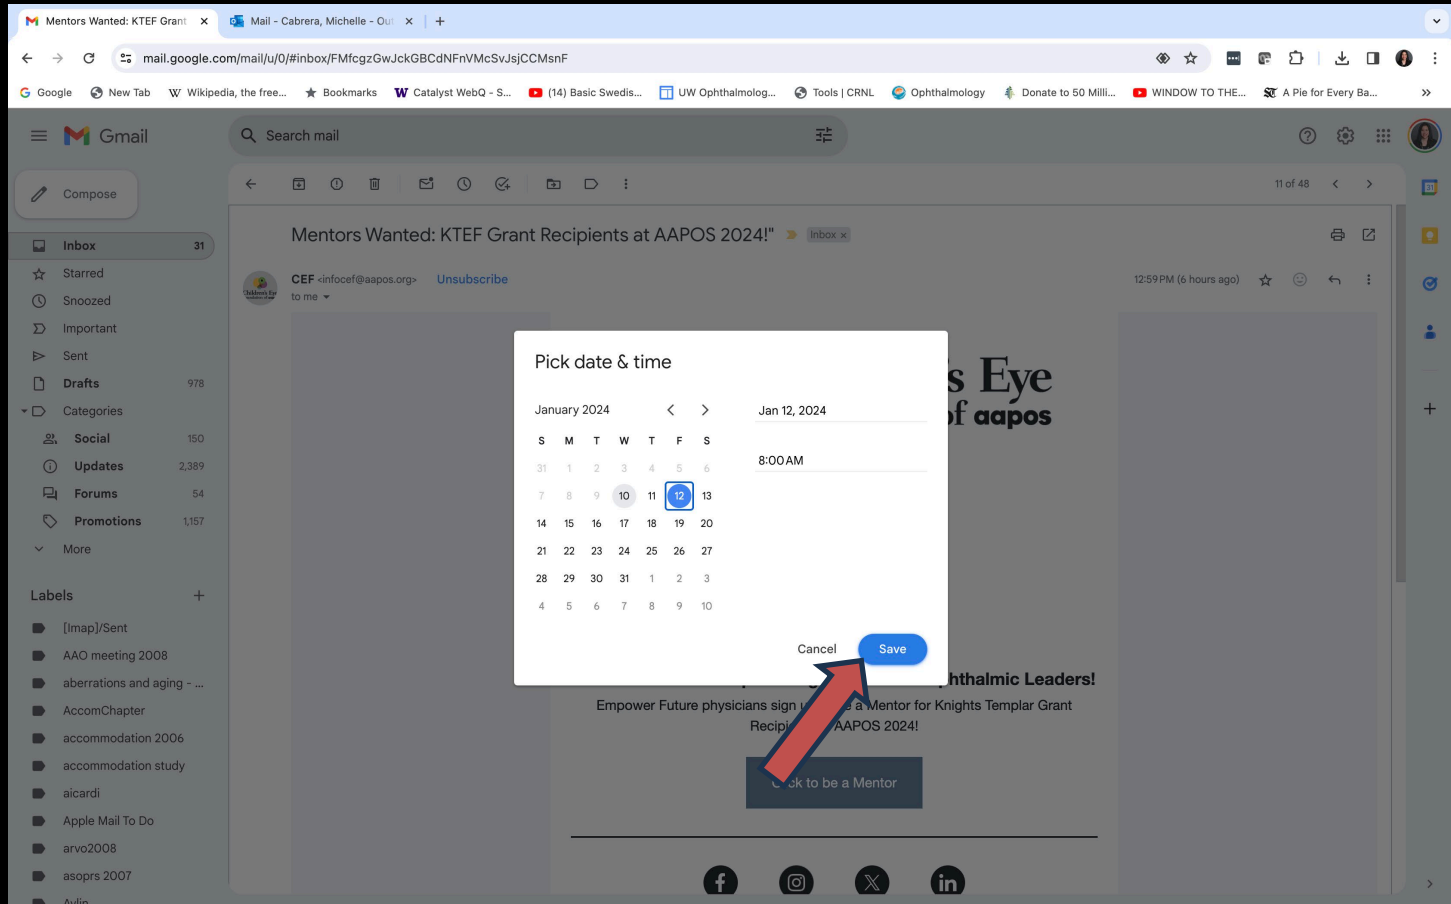 Mentors Wanted: KTEF Grant
Mail - Cabrera, Michelle - Out
mail.google.com/mail/u/0/#inbox/FMfcgzGwJckGBCdNFnVMcSvJsjCCMsnF
Google New Tab Wikipedia, the free... Bookmarks Catalyst WebQ - S... (14) Basic Swedis... UW Ophthalmolog... Tools | CRNL Ophthalmology Donate to 50 Milli... WINDOW TO THE... A Pie for Every Ba...
Gmail
Search mail
Compose
11 of 48
Inbox 31
Starred
Snoozed
Important
Sent
Drafts 978
Categories
Social 150
Updates 2,389
Forums 54
Promotions 1,157
More
Labels
[Imap]/Sent
AAO meeting 2008
aberrations and aging - ...
AccomChapter
accommodation 2006
accommodation study
aicardi
Apple Mail To Do
arvo2008
asoprs 2007
Mentors Wanted: KTEF Grant Recipients at AAPOS 2024!" Inbox x
CEF <infocef@aapos.org> Unsubscribe
12:59 PM (6 hours ago)
to me
s Eye
of aapos
Pick date & time
January 2024
Jan 12, 2024
8:00 AM
S M T W T F S
31 1 2 3 4 5 6
7 8 9 10 11 12 13
14 15 16 17 18 19 20
21 22 23 24 25 26 27
28 29 30 31 1 2 3
4 5 6 7 8 9 10
Cancel Save
hthalmic Leaders!
Empower Future physicians sign a Mentor for Knights Templar Grant
AAPOS 2024!
to be a Mentor